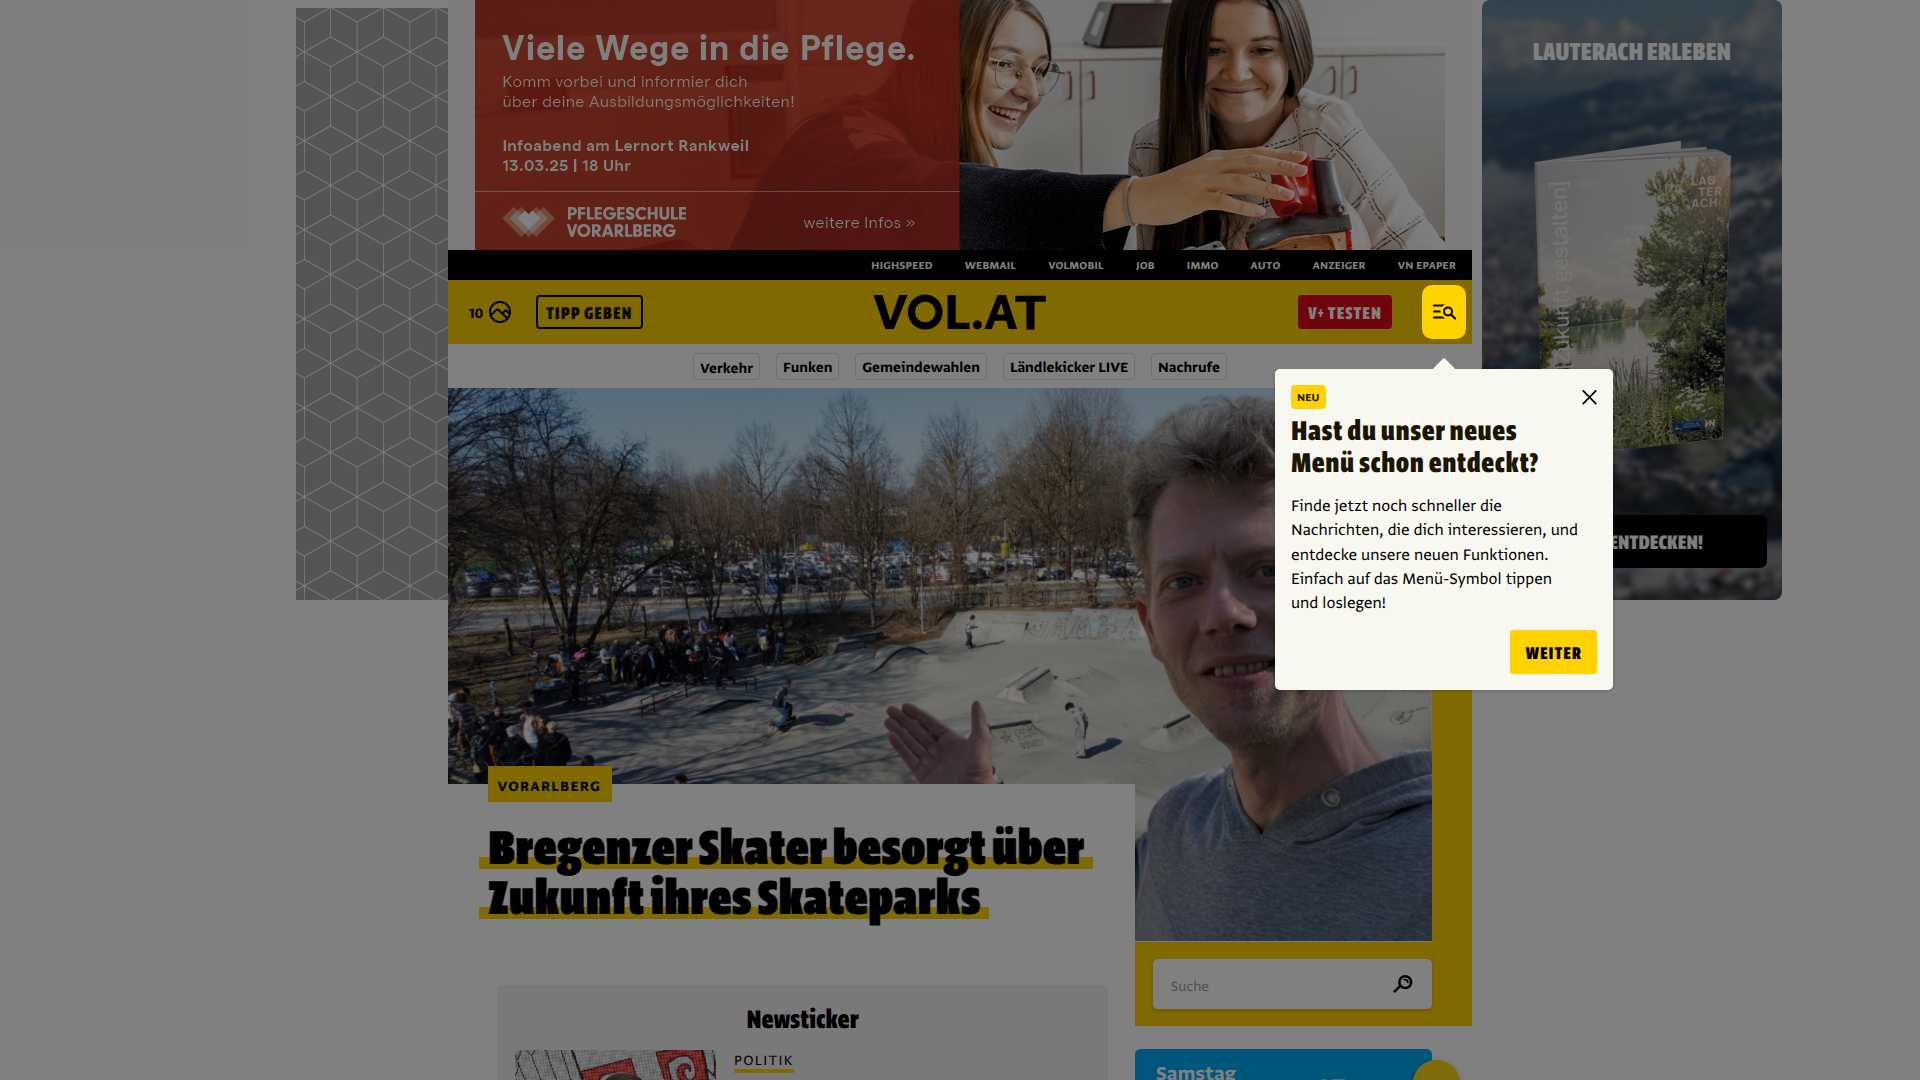 Viele Wege in die Pflege.
Komm vorbei und informier dich
über deine Ausbildungsmöglichkeiten!
Infoabend am Lernort Rankweil
13.03.25 | 18 Uhr
PFLEGESCHULE
VORARLBERG
weitere Infos »
LAUTERACH ERLEBEN
LAU
TER
ACH
[Zukunft gestalten]
ENTDECKEN!
HIGHSPEED WEBMAIL VOLMOBIL JOB IMMO AUTO ANZEIGER VN EPAPER
10 TIPP GEBEN VOL.AT V+ TESTEN
Verkehr Funken Gemeindewahlen Ländlekicker LIVE Nachrufe
NEU
Hast du unser neues
Menü schon entdeckt?
Finde jetzt noch schneller die
Nachrichten, die dich interessieren, und
entdecke unsere neuen Funktionen.
Einfach auf das Menü-Symbol tippen
und loslegen!
WEITER
VORARLBERG
Bregenzer Skater besorgt über
Zukunft ihres Skateparks
Suche
Newsticker
POLITIK
Samstag